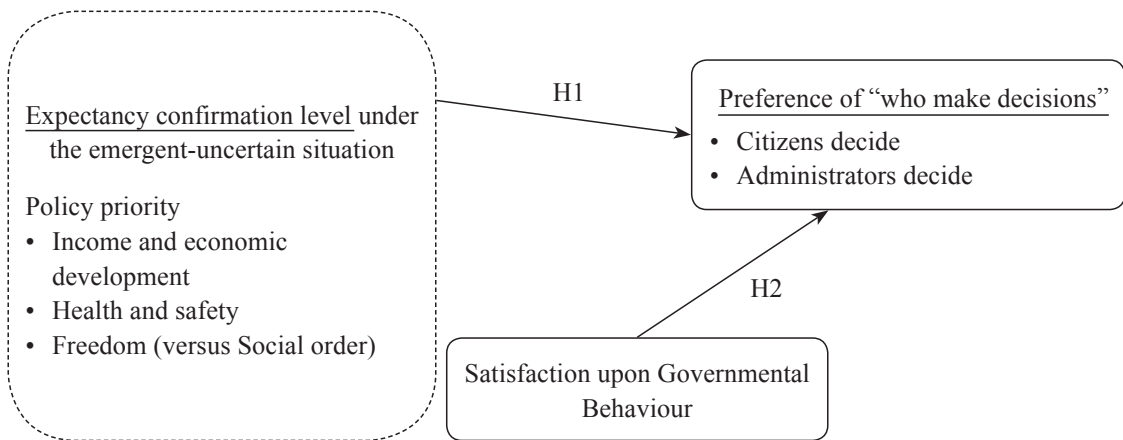 Expectancy confirmation level under
the emergent-uncertain situation
Policy priority
• Income and economic
development
• Health and safety
• Freedom (versus Social order)
H1
Preference of “who make decisions”
• Citizens decide
• Administrators decide
H2
Satisfaction upon Governmental
Behaviour